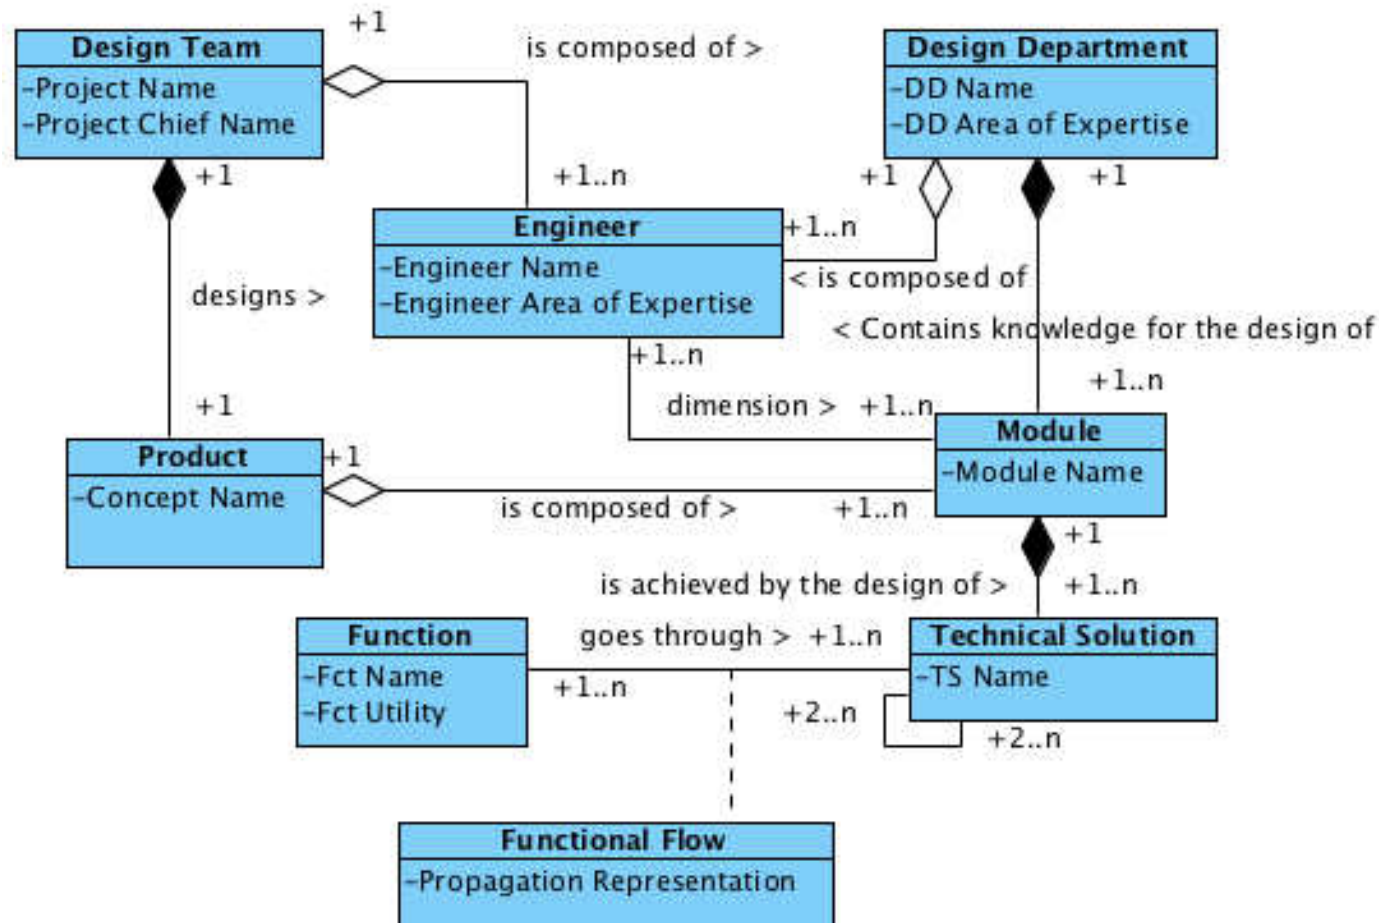 +1
is composed of >
Design Team
-Project Name
-Project Chief Name
Design Department
-DD Name
-DD Area of Expertise
+1
+1..n
+1
+1
Engineer
-Engineer Name
-Engineer Area of Expertise
+1..n
< is composed of
designs >
< Contains knowledge for the design of
+1..n
+1..n
+1
dimension >
+1..n
Product
-Concept Name
+1
Module
-Module Name
is composed of >
+1..n
+1
is achieved by the design of >
+1..n
Function
-Fct Name
-Fct Utility
goes through >
+1..n
Technical Solution
-TS Name
+1..n
+2..n
+2..n
Functional Flow
-Propagation Representation